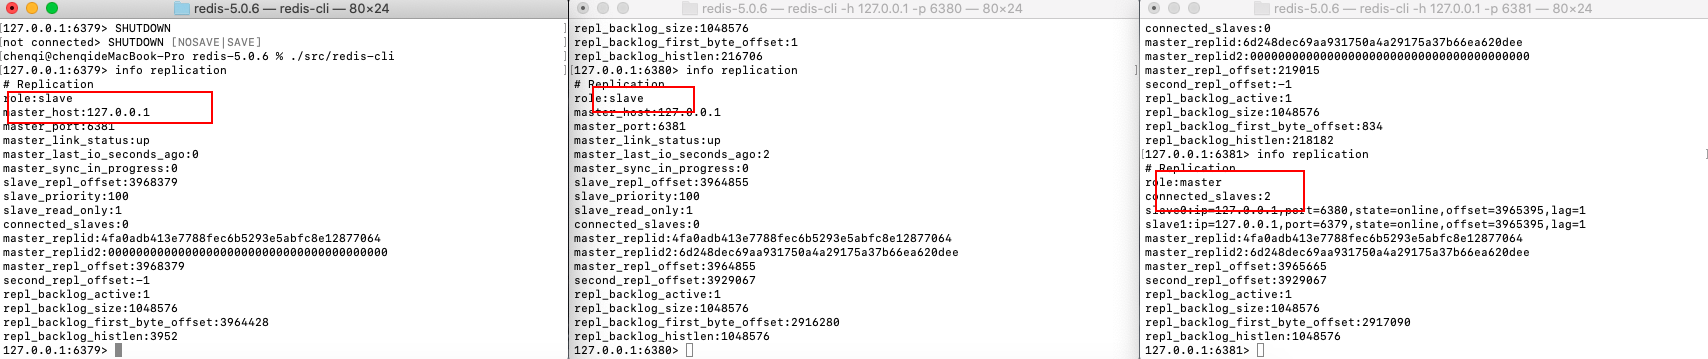 redis-5.0.6 — redis-cli — 80×24
[127.0.0.1:6379> SHUTDOWN
[not connected> SHUTDOWN [NOSAVE|SAVE]
[chenqi@chenqideMacBook-Pro redis-5.0.6 % ./src/redis-cli
[127.0.0.1:6379> info replication
# Replication
role:slave
master_host:127.0.0.1
master_port:6381
master_link_status:up
master_last_io_seconds_ago:0
master_sync_in_progress:0
slave_repl_offset:3968379
slave_priority:100
slave_read_only:1
connected_slaves:0
master_replid:4fa0adb413e7788fec6b5293e5abfc8e12877064
master_replid2:0000000000000000000000000000000000000000
master_repl_offset:3968379
second_repl_offset:-1
repl_backlog_active:1
repl_backlog_size:1048576
repl_backlog_first_byte_offset:3964428
repl_backlog_histlen:3952
127.0.0.1:6379>
redis-5.0.6 — redis-cli -h 127.0.0.1 -p 6380 — 80×24
repl_backlog_size:1048576
repl_backlog_first_byte_offset:1
repl_backlog_histlen:216706
[127.0.0.1:6380> info replication
# Replication
role:slave
master_host:127.0.0.1
master_port:6381
master_link_status:up
master_last_io_seconds_ago:2
master_sync_in_progress:0
slave_repl_offset:3964855
slave_priority:100
slave_read_only:1
connected_slaves:0
master_replid:4fa0adb413e7788fec6b5293e5abfc8e12877064
master_replid2:6d248dec69aa931750a4a29175a37b66ea620dee
master_repl_offset:3964855
second_repl_offset:3929067
repl_backlog_active:1
repl_backlog_size:1048576
repl_backlog_first_byte_offset:2916280
repl_backlog_histlen:1048576
127.0.0.1:6380>
redis-5.0.6 — redis-cli -h 127.0.0.1 -p 6381 — 80×24
connected_slaves:0
master_replid:6d248dec69aa931750a4a29175a37b66ea620dee
master_replid2:0000000000000000000000000000000000000000
master_repl_offset:219015
second_repl_offset:-1
repl_backlog_active:1
repl_backlog_size:1048576
repl_backlog_first_byte_offset:834
repl_backlog_histlen:218182
[127.0.0.1:6381> info replication
# Replication
role:master
connected_slaves:2
slave0:ip=127.0.0.1,port=6380,state=online,offset=3965395,lag=1
slave1:ip=127.0.0.1,port=6379,state=online,offset=3965395,lag=1
master_replid:4fa0adb413e7788fec6b5293e5abfc8e12877064
master_replid2:6d248dec69aa931750a4a29175a37b66ea620dee
master_repl_offset:3965665
second_repl_offset:3929067
repl_backlog_active:1
repl_backlog_size:1048576
repl_backlog_first_byte_offset:2917090
repl_backlog_histlen:1048576
127.0.0.1:6381>